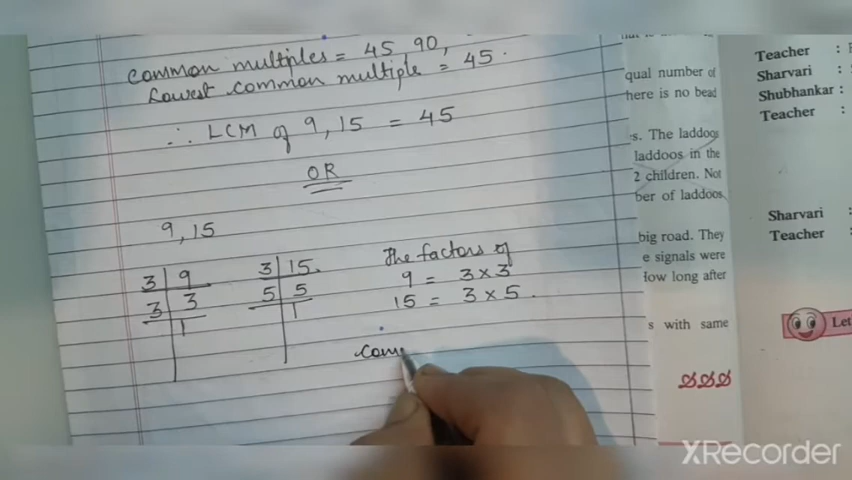 common multiples = 45, 90,
Lowest common multiple = 45.
∴ LCM of 9, 15 = 45
OR
9, 15
3 | 9
3 | 3
1
3 | 15
5 | 5
1
The factors of
9 = 3 × 3
15 = 3 × 5.
com
qual number of
here is no bead
s. The laddoos
laddoos in the
2 children. Not
ber of laddoos
big road. They
e signals were
How long after
s with same
Teacher :
Sharvari :
Shubhankar :
Teacher :
Sharvari :
Teacher :
Let
XRecorder